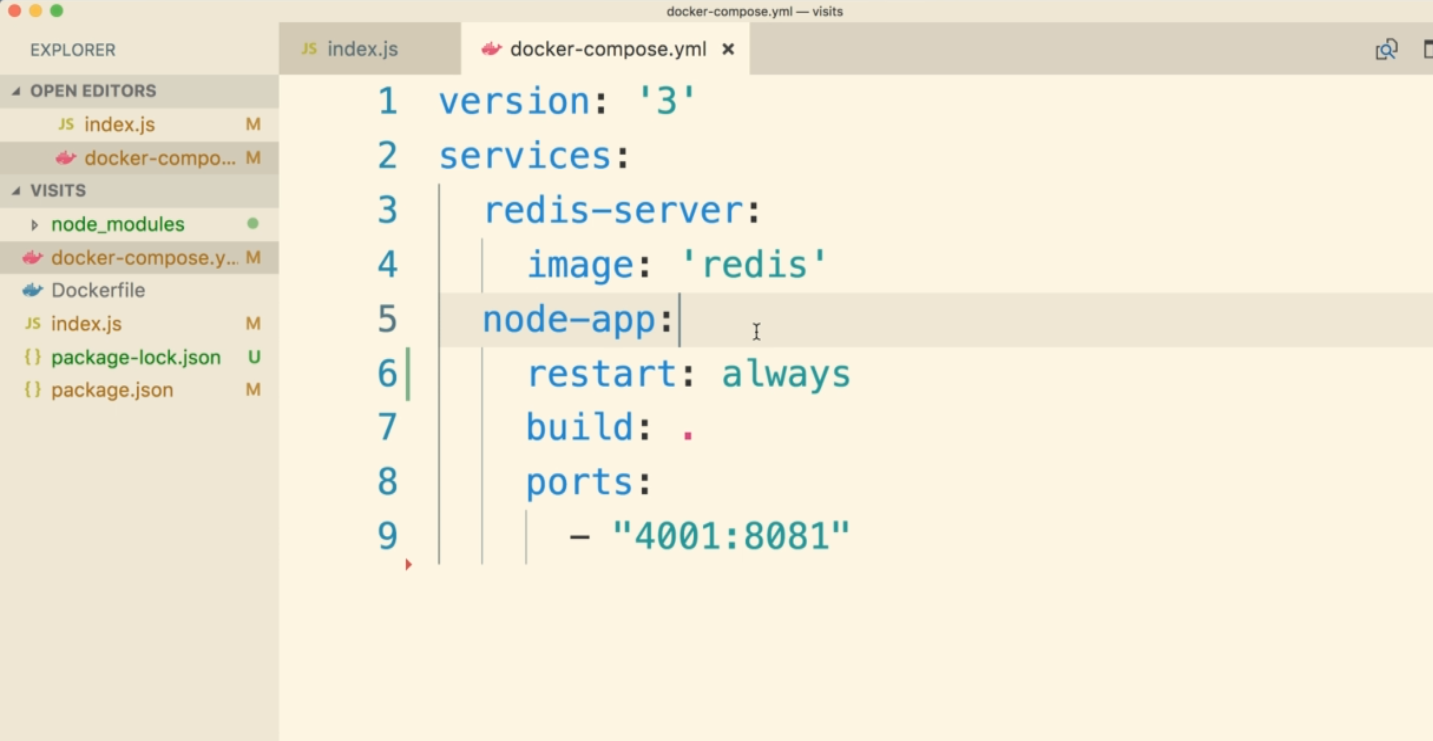 docker-compose.yml — visits
EXPLORER
JS index.js
docker-compose.yml ×
OPEN EDITORS
JS index.js M
docker-compo... M
VISITS
node_modules
docker-compose.y... M
Dockerfile
JS index.js M
{} package-lock.json U
{} package.json M
1 version: '3'
2 services:
3   redis-server:
4     image: 'redis'
5   node-app:
6     restart: always
7     build: .
8     ports:
9       - "4001:8081"